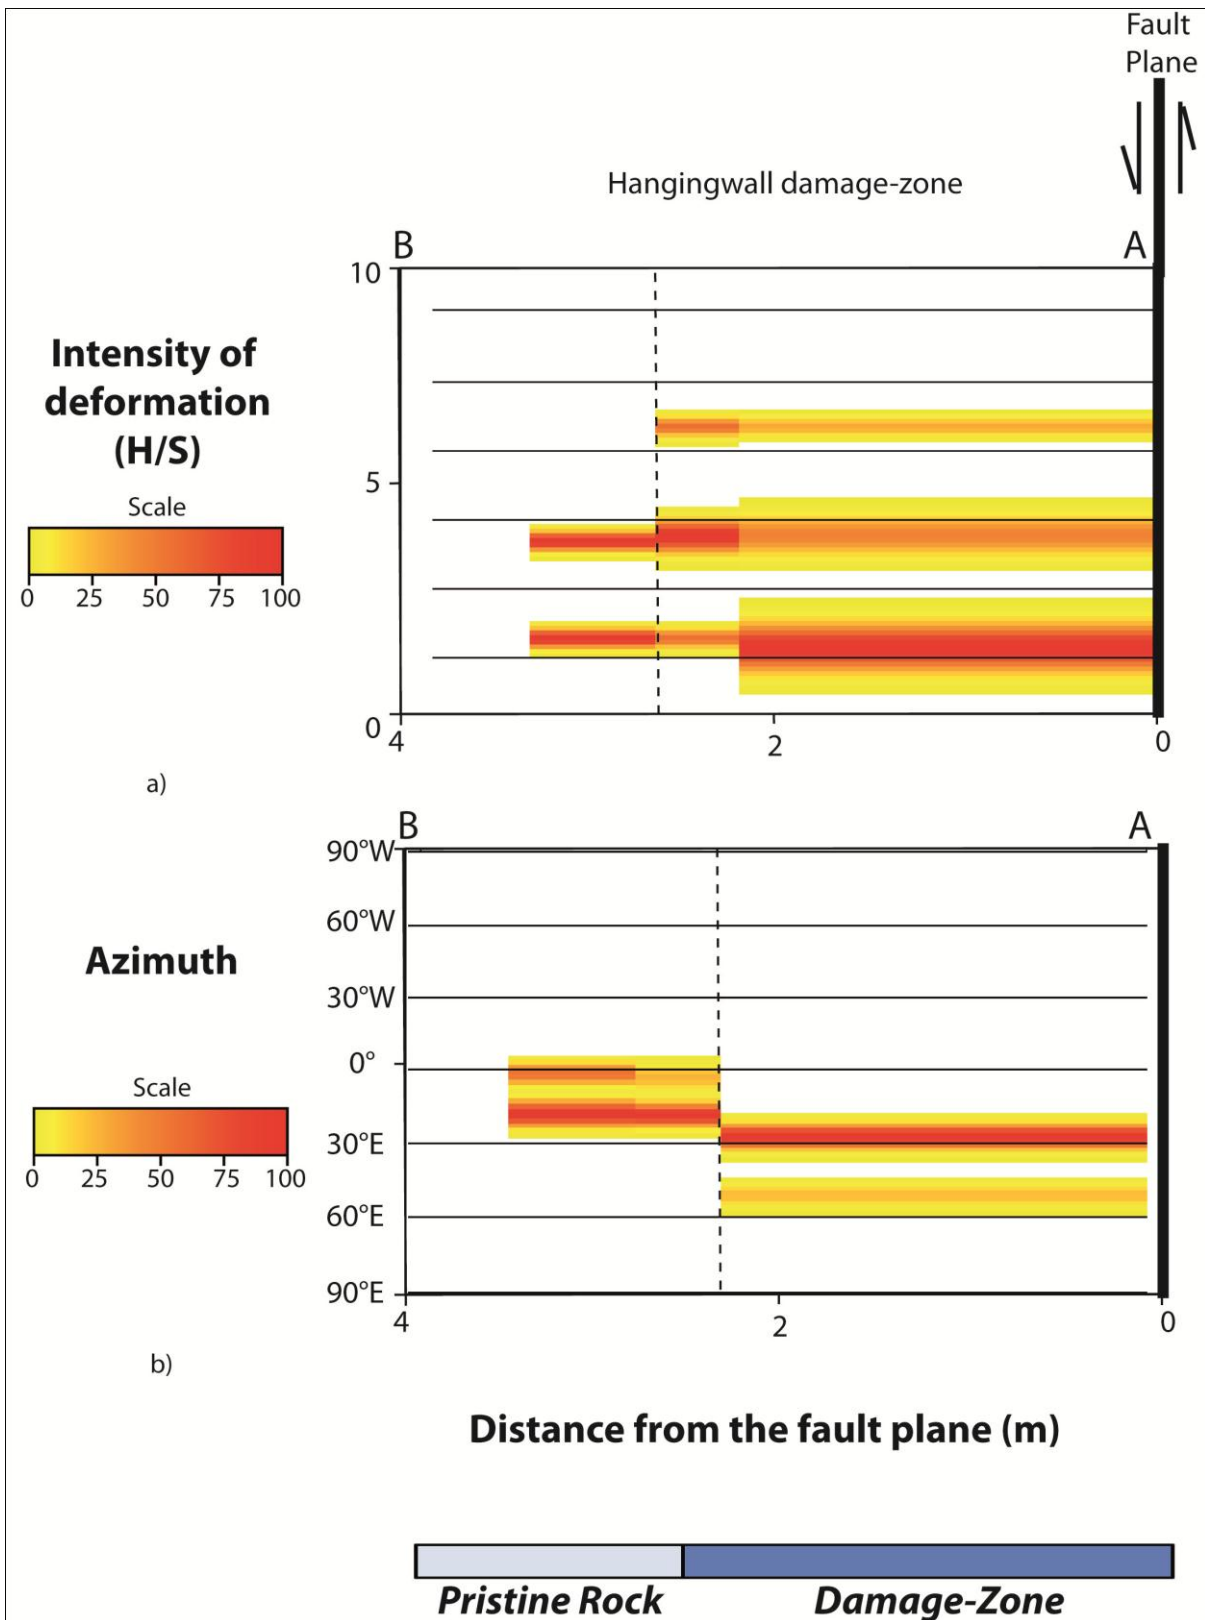 Fault
Plane
Hangingwall damage-zone
B A
10
Intensity of
deformation
(H/S)
Scale
0 25 50 75 100
5
0
4 2 0
a)
B A
90°W
60°W
Azimuth
30°W
0°
Scale
0 25 50 75 100
30°E
60°E
90°E
4 2 0
b)
Distance from the fault plane (m)
Pristine Rock Damage-Zone